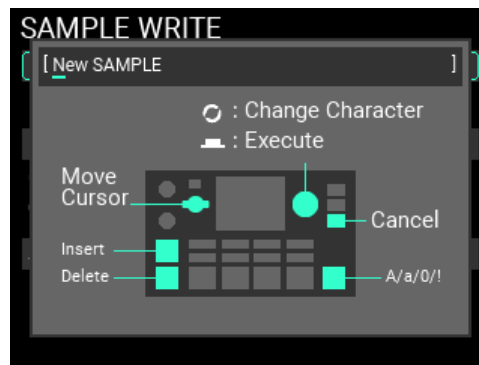 SAMPLE WRITE
[ New SAMPLE ]
: Change Character
: Execute
Move
Cursor
Cancel
Insert
Delete
A/a/0/!